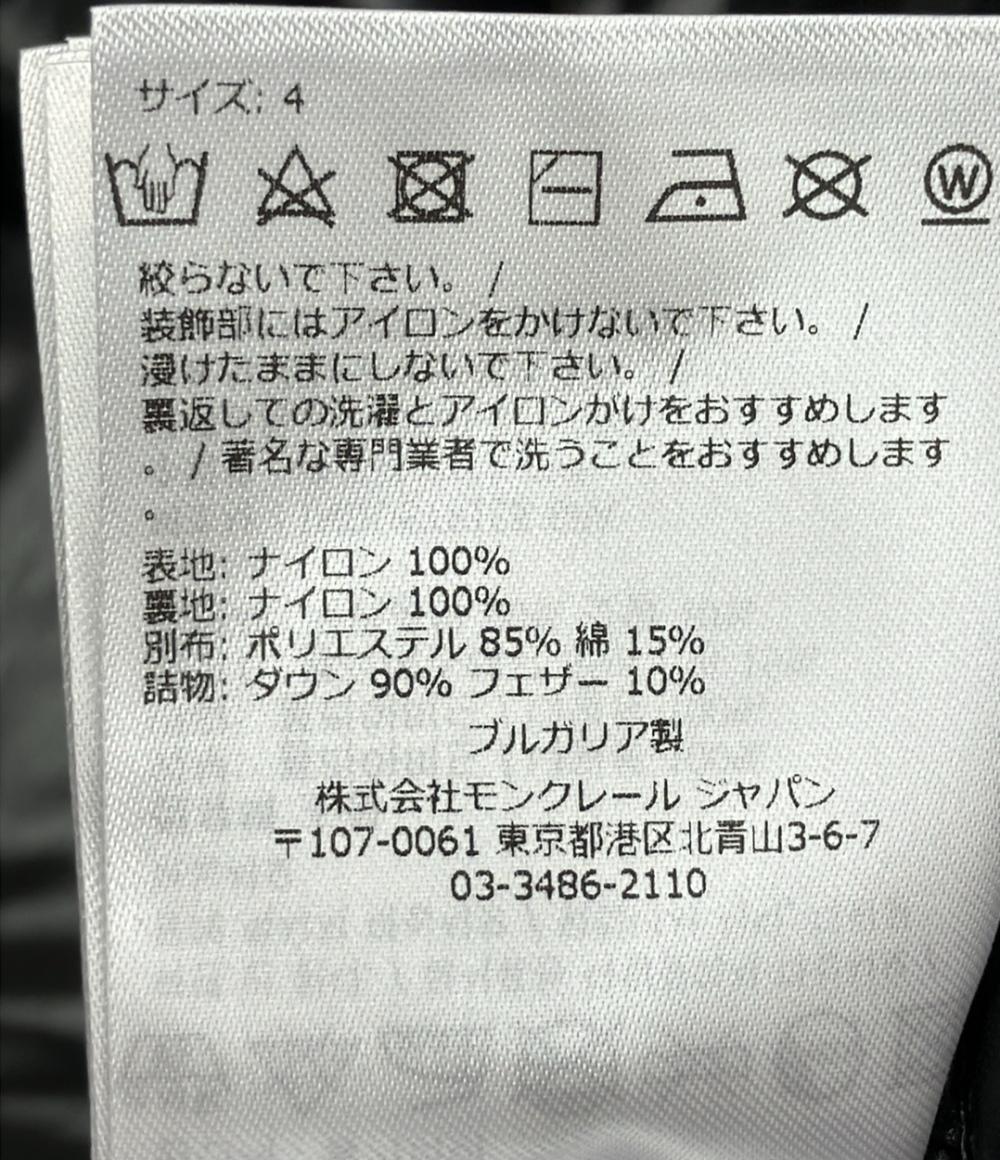 サイズ: 4
W
絞らないで下さい。 /
装飾部にはアイロンをかけないで下さい。 /
浸けたままにしないで下さい。 /
裏返しての洗濯とアイロンがけをおすすめします
。 / 著名な専門業者で洗うことをおすすめします
。
表地: ナイロン 100%
裏地: ナイロン 100%
別布: ポリエステル 85% 綿 15%
詰物: ダウン 90% フェザー 10%
ブルガリア製
株式会社モンクレール ジャパン
〒107-0061 東京都港区北青山3-6-7
03-3486-2110